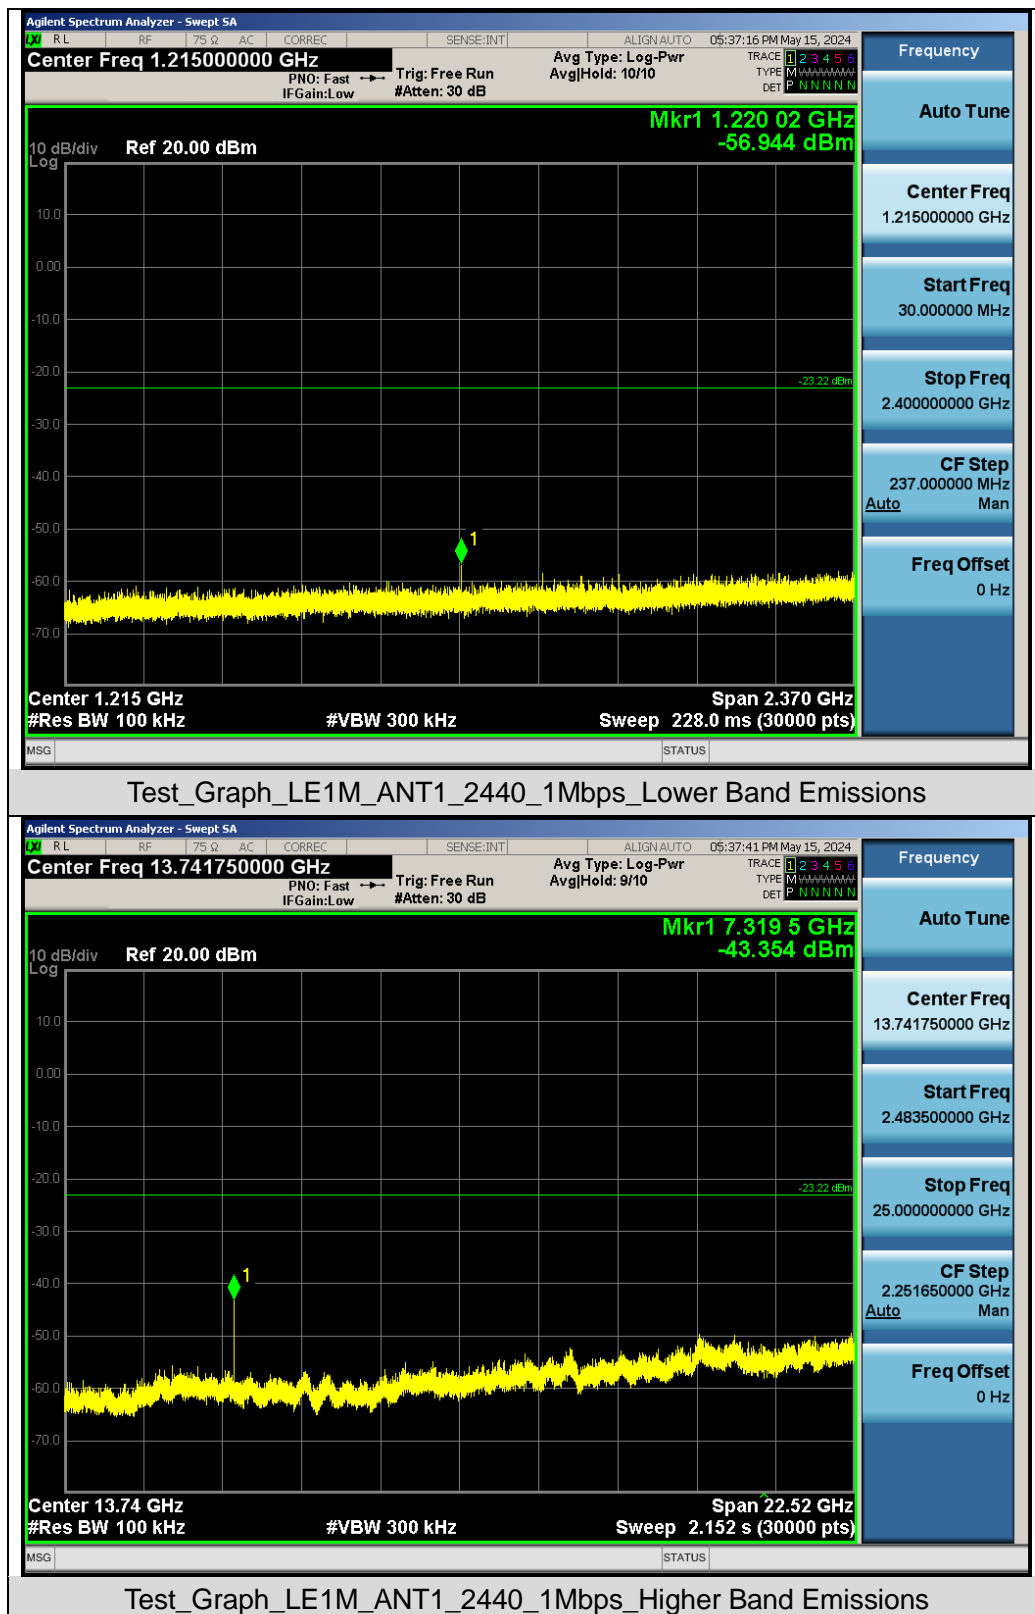 Agilent Spectrum Analyzer - Swept SA
LXI RL RF 75 Ω AC CORREC SENSE:INT ALIGN AUTO 05:37:16 PM May 15, 2024
Center Freq 1.215000000 GHz
PNO: Fast
IFGain:Low
Trig: Free Run
#Atten: 30 dB
Avg Type: Log-Pwr
Avg|Hold: 10/10
TRACE 1 2 3 4 5 6
TYPE M WWWWW
DET P N N N N N
Mkr1 1.220 02 GHz
-56.944 dBm
10 dB/div Ref 20.00 dBm
Log
10.0
0.00
-10.0
-20.0
-23.22 dBm
-30.0
-40.0
-50.0
1
-60.0
-70.0
Center 1.215 GHz Span 2.370 GHz
#Res BW 100 kHz #VBW 300 kHz Sweep 228.0 ms (30000 pts)
MSG STATUS
Frequency
Auto Tune
Center Freq
1.215000000 GHz
Start Freq
30.000000 MHz
Stop Freq
2.400000000 GHz
CF Step
237.000000 MHz
Auto Man
Freq Offset
0 Hz
Test_Graph_LE1M_ANT1_2440_1Mbps_Lower Band Emissions
Agilent Spectrum Analyzer - Swept SA
LXI RL RF 75 Ω AC CORREC SENSE:INT ALIGN AUTO 05:37:41 PM May 15, 2024
Center Freq 13.741750000 GHz
PNO: Fast
IFGain:Low
Trig: Free Run
#Atten: 30 dB
Avg Type: Log-Pwr
Avg|Hold: 9/10
TRACE 1 2 3 4 5 6
TYPE M WWWWW
DET P N N N N N
Mkr1 7.319 5 GHz
-43.354 dBm
10 dB/div Ref 20.00 dBm
Log
10.0
0.00
-10.0
-20.0
-23.22 dBm
-30.0
-40.0
1
-50.0
-60.0
-70.0
Center 13.74 GHz Span 22.52 GHz
#Res BW 100 kHz #VBW 300 kHz Sweep 2.152 s (30000 pts)
MSG STATUS
Frequency
Auto Tune
Center Freq
13.741750000 GHz
Start Freq
2.483500000 GHz
Stop Freq
25.000000000 GHz
CF Step
2.251650000 GHz
Auto Man
Freq Offset
0 Hz
Test_Graph_LE1M_ANT1_2440_1Mbps_Higher Band Emissions